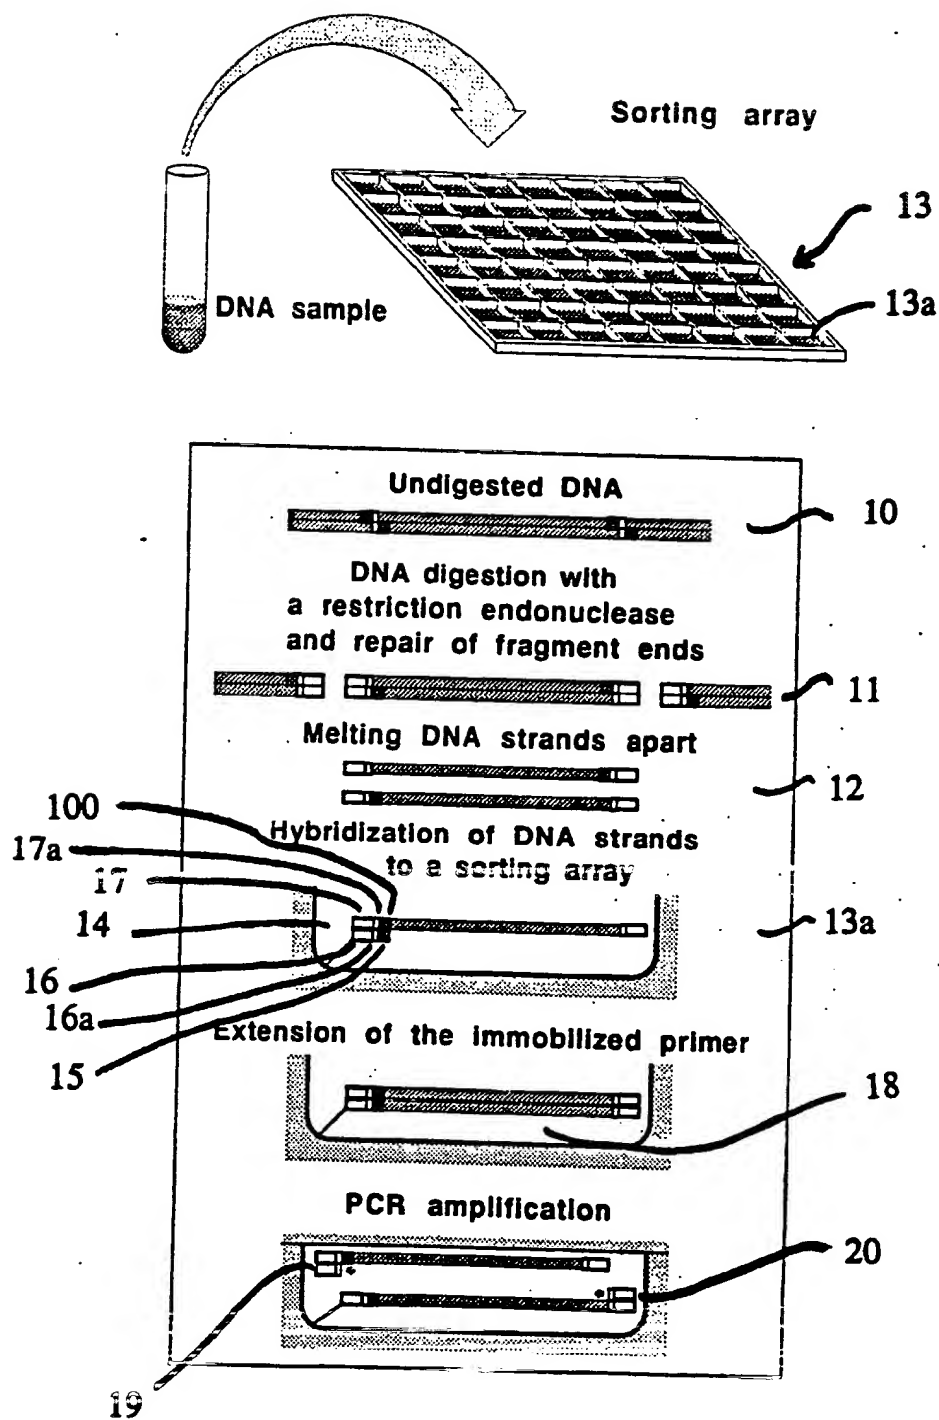 Sorting array
13
13a
DNA sample
Undigested DNA
10
DNA digestion with
a restriction endonuclease
and repair of fragment ends
11
Melting DNA strands apart
12
100
Hybridization of DNA strands
17a
to a sorting array
17
14
13a
16
16a
Extension of the immobilized primer
15
18
PCR amplification
20
19